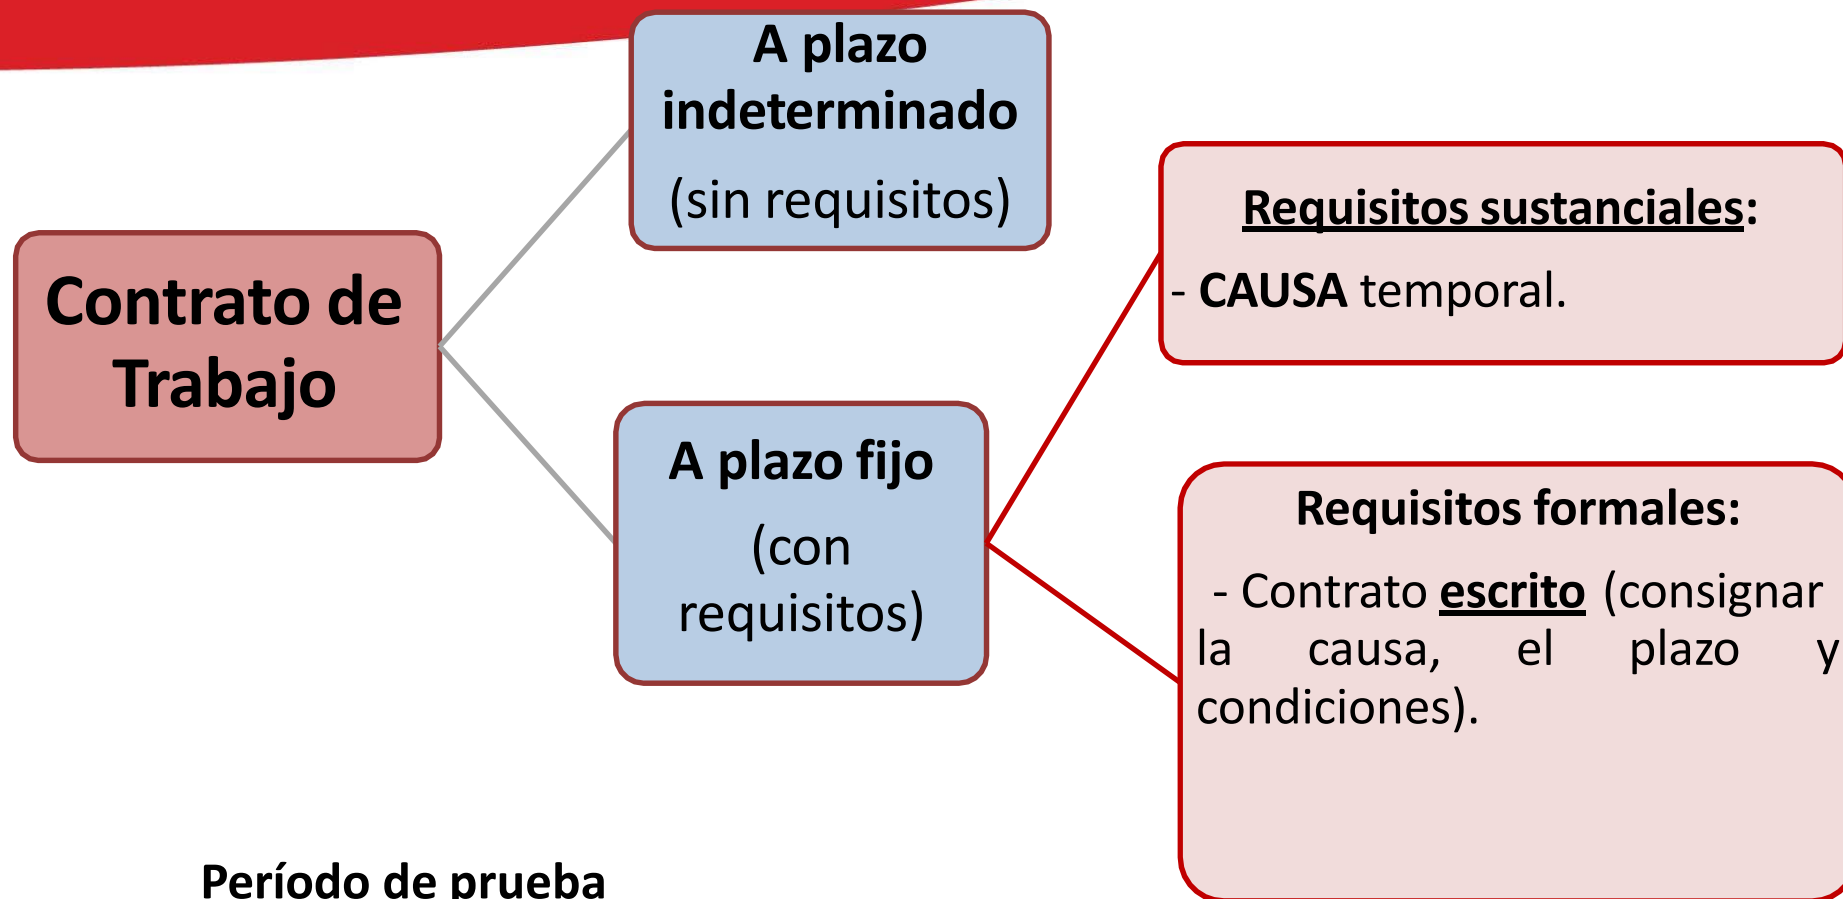 A plazo
indeterminado
(sin requisitos)
Contrato de
Trabajo
A plazo fijo
(con
requisitos)
Requisitos sustanciales:
- CAUSA temporal.
Requisitos formales:
- Contrato escrito (consignar
la causa, el plazo y
condiciones).
Período de prueba